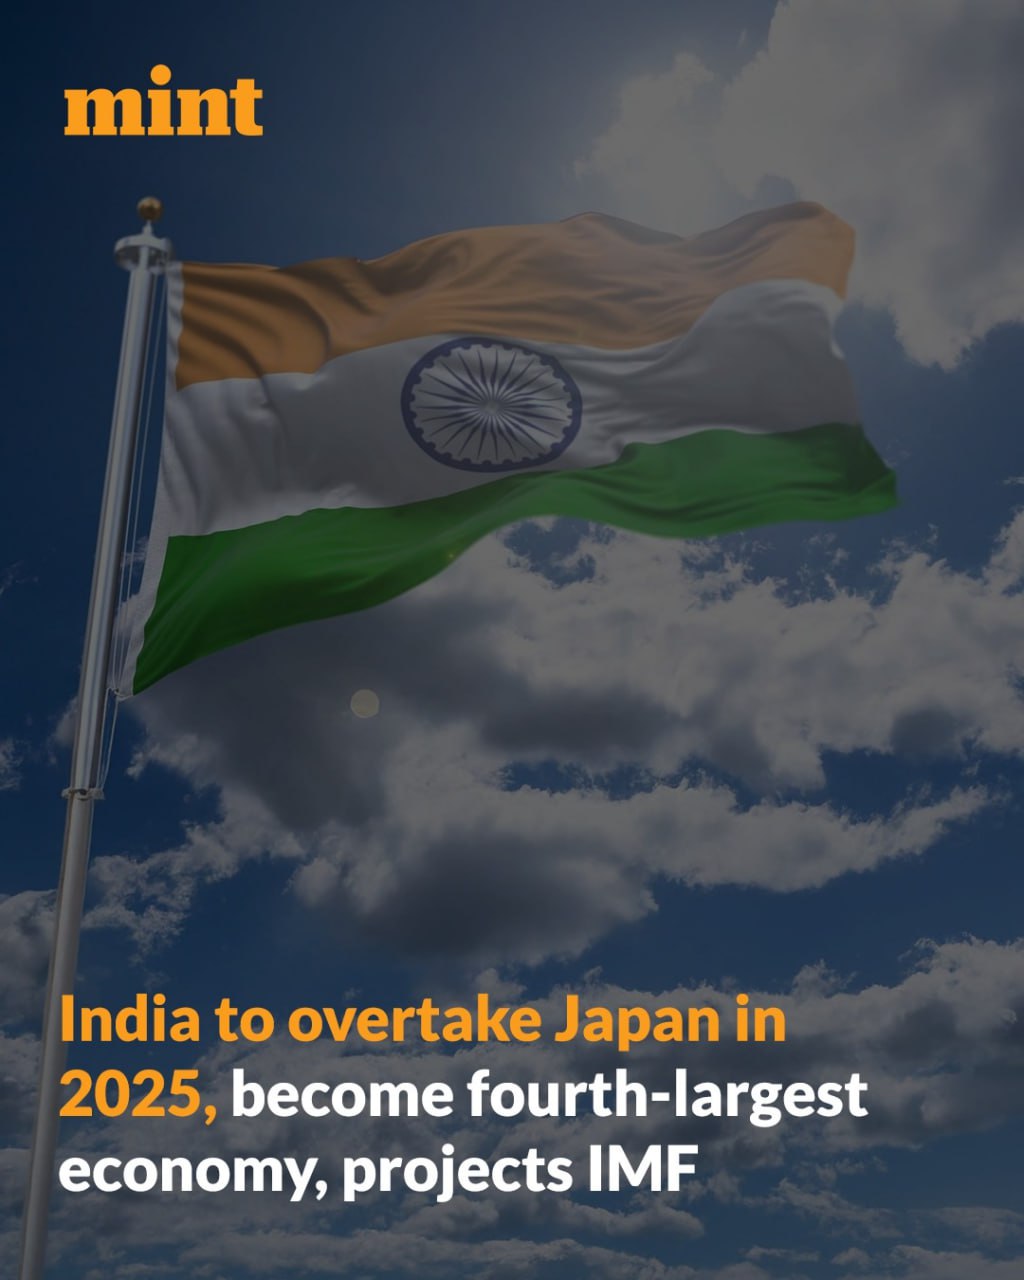 mint
India to overtake Japan in
2025, become fourth-largest
economy, projects IMF